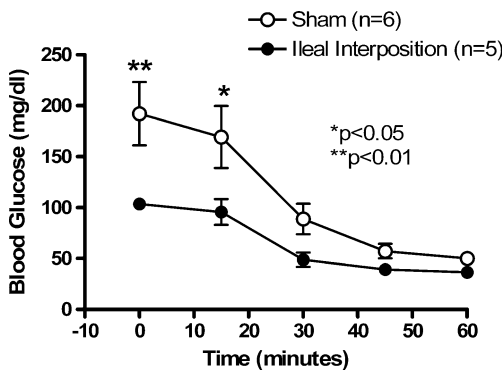 Sham (n=6)
Ileal Interposition (n=5)
250
200
150
100
50
0
Blood Glucose (mg/dl)
**
*
*p<0.05
**p<0.01
-10 0 10 20 30 40 50 60
Time (minutes)